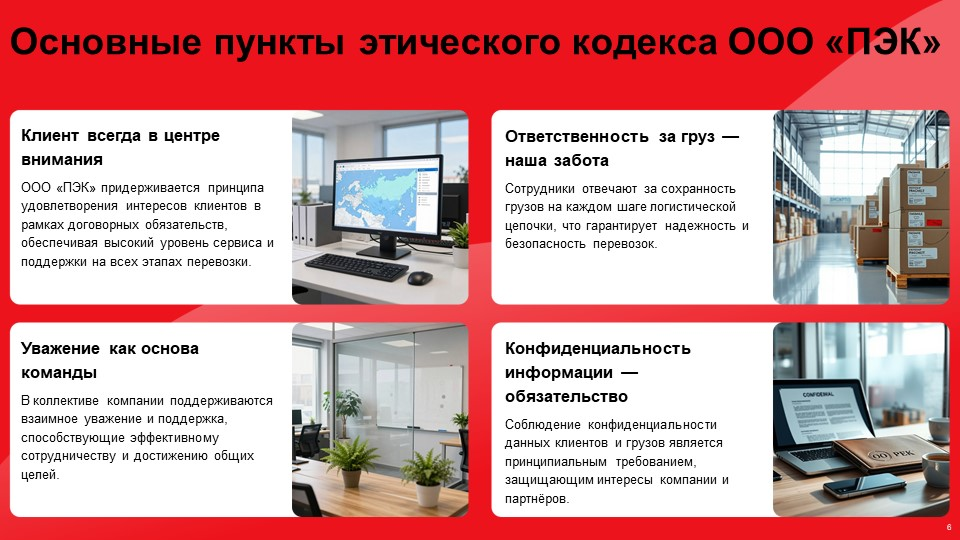 Основные пункты этического кодекса ООО «ПЭК»
Клиент всегда в центре
внимания
ООО «ПЭК» придерживается принципа
удовлетворения интересов клиентов в
рамках договорных обязательств,
обеспечивая высокий уровень сервиса и
поддержки на всех этапах перевозки.
Ответственность за груз —
наша забота
Сотрудники отвечают за сохранность
грузов на каждом шаге логистической
цепочки, что гарантирует надежность и
безопасность перевозок.
Уважение как основа
команды
В коллективе компании поддерживаются
взаимное уважение и поддержка,
способствующие эффективному
сотрудничеству и достижению общих
целей.
Конфиденциальность
информации —
обязательство
Соблюдение конфиденциальности
данных клиентов и грузов является
принципиальным требованием,
защищающим интересы компании и
партнёров.
OO PEK
6